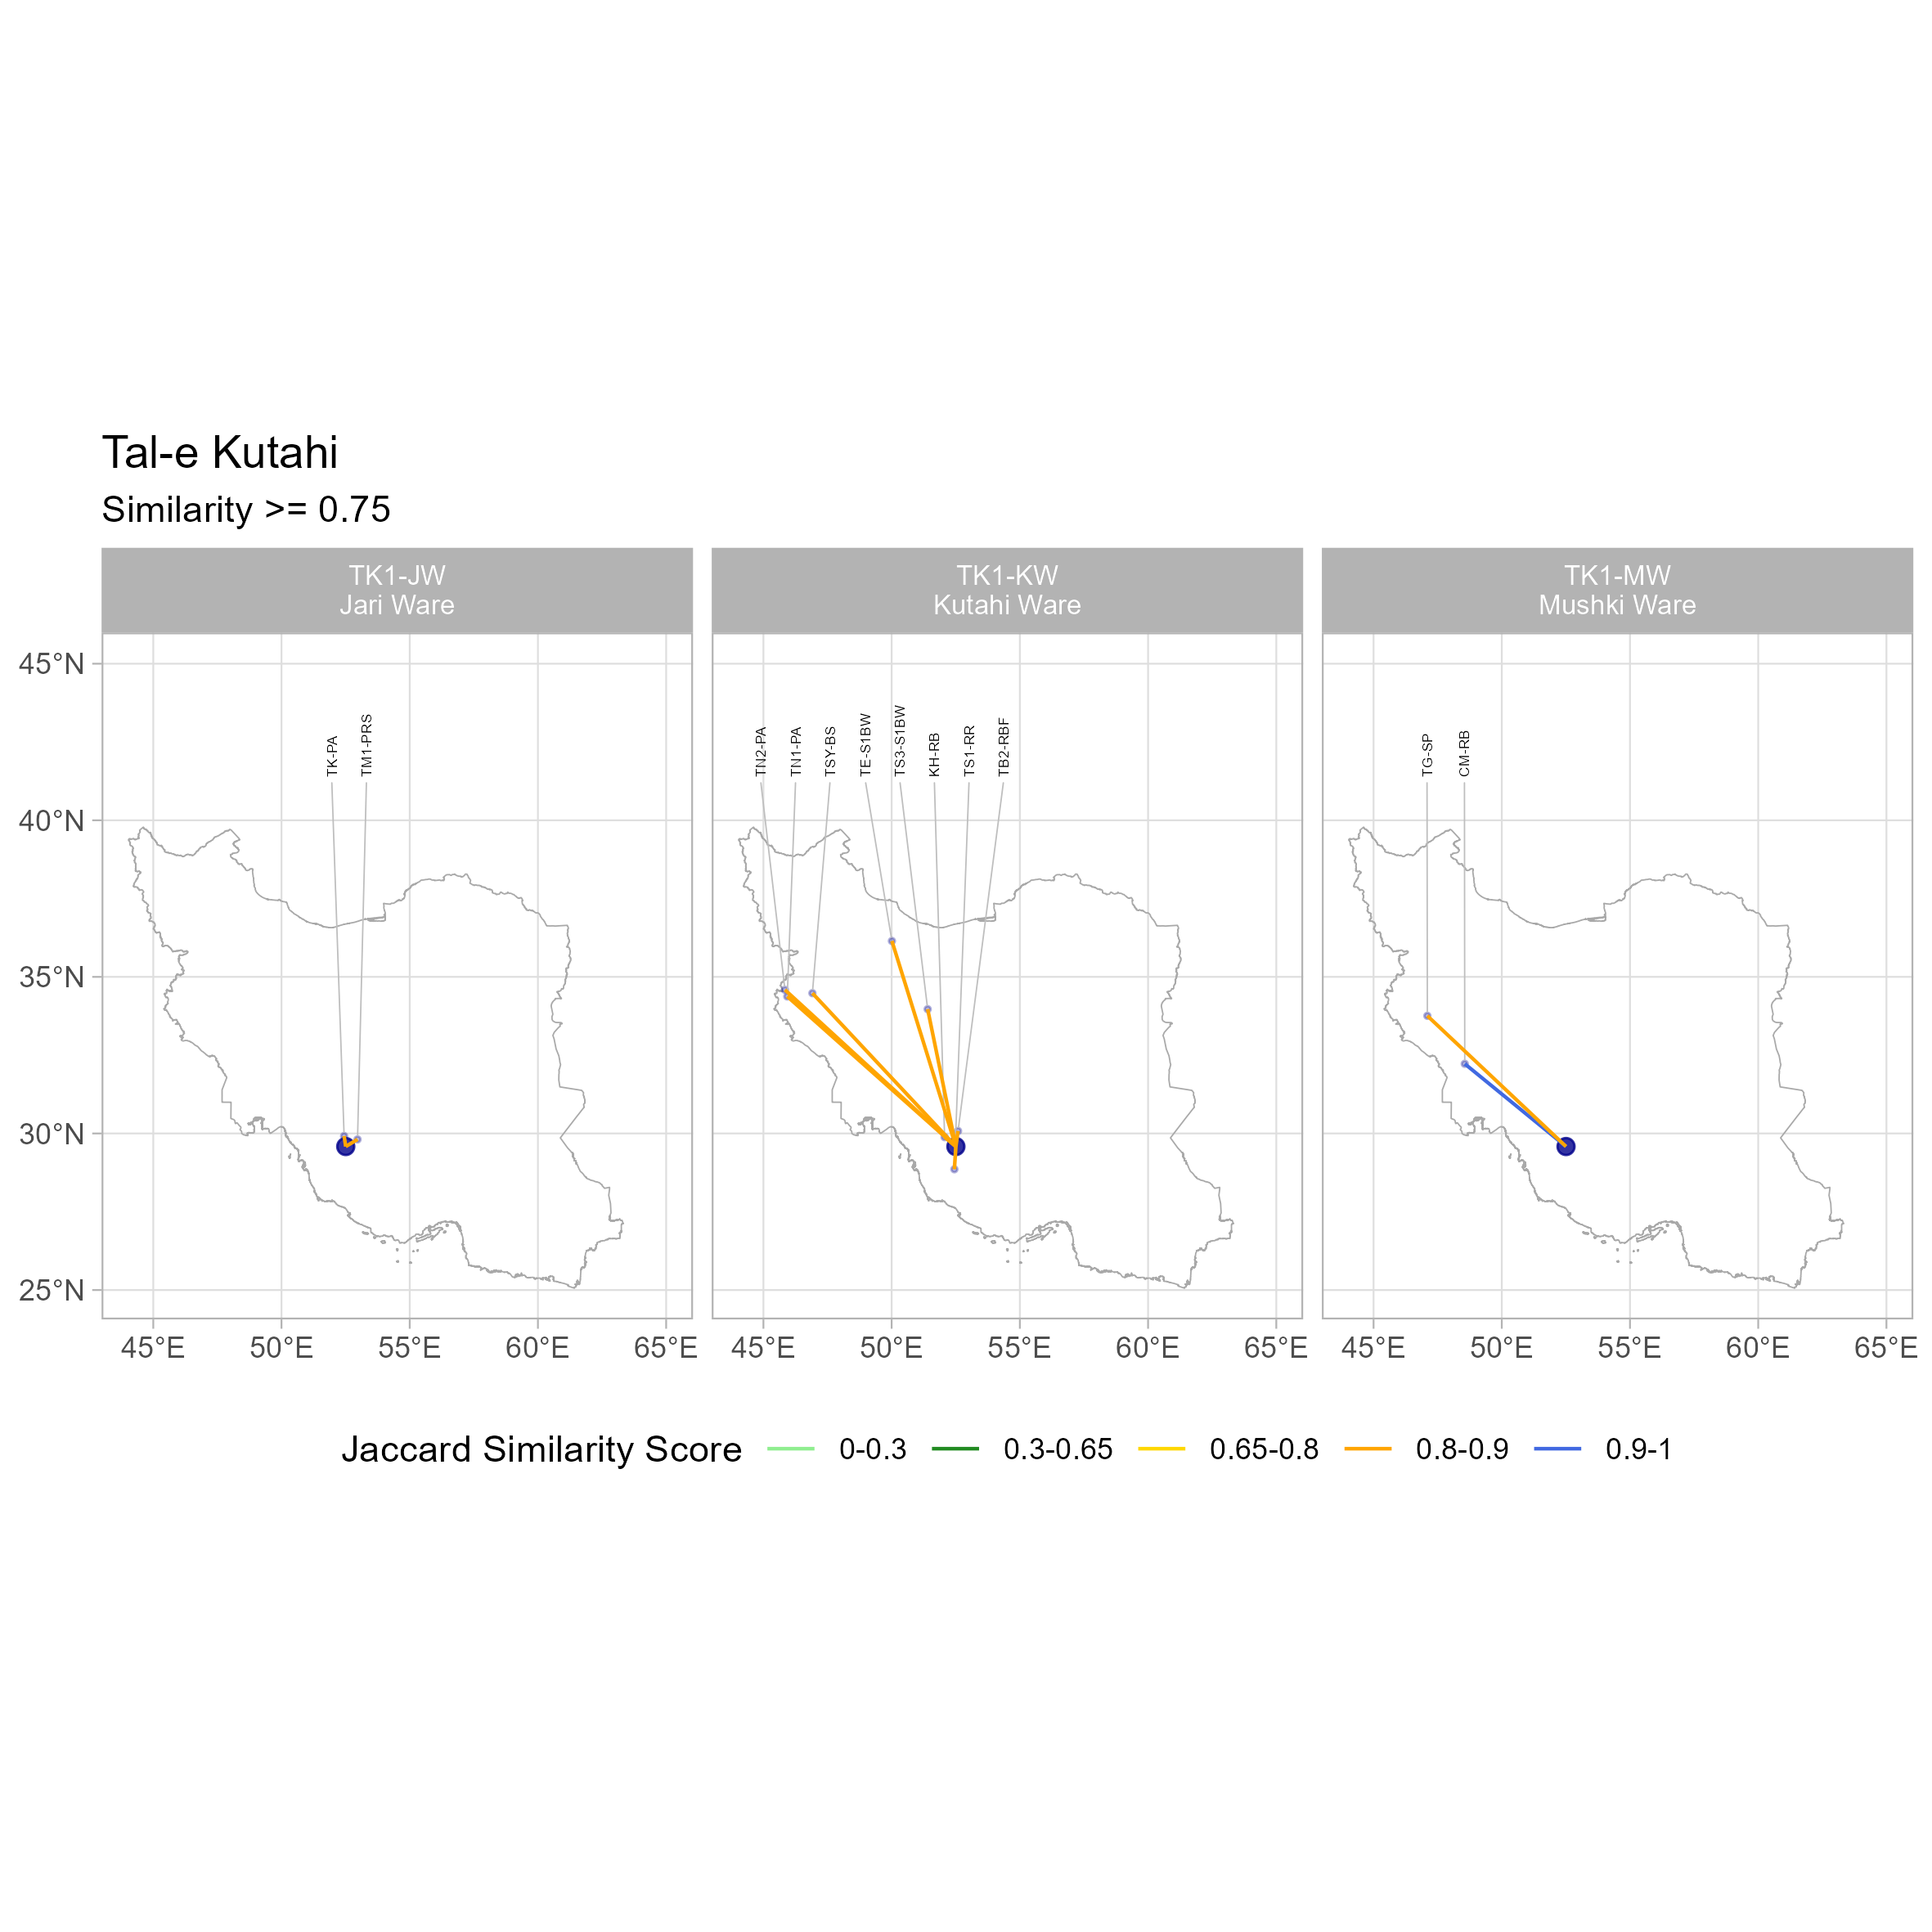 Tal-e Kutahi
Similarity >= 0.75
TK1-JW
Jari Ware
TK1-KW
Kutahi Ware
TK1-MW
Mushki Ware
TK-PA
TM1-PRS
TN2-PA
TN1-PA
TSY-BS
TE-S1BW
TS3-S1BW
KH-RB
TS1-RR
TB2-RBF
TG-SP
CM-RB
45°N
40°N
35°N
30°N
25°N
45°E 50°E 55°E 60°E 65°E
45°E 50°E 55°E 60°E 65°E
45°E 50°E 55°E 60°E 65°E
Jaccard Similarity Score 0-0.3 0.3-0.65 0.65-0.8 0.8-0.9 0.9-1